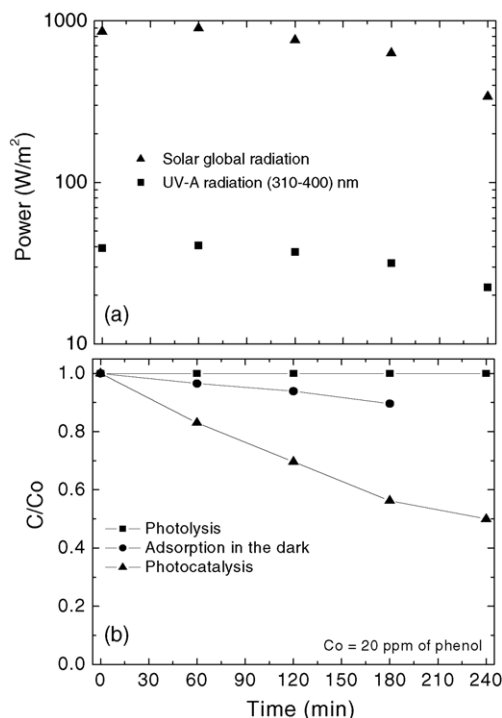 1000
100
10
Power (W/m²)
Solar global radiation
UV-A radiation (310-400) nm
(a)
1.0
0.8
0.6
0.4
0.2
0.0
C/Co
Photolysis
Adsorption in the dark
Photocatalysis
(b)
Co = 20 ppm of phenol
0 30 60 90 120 150 180 210 240
Time (min)